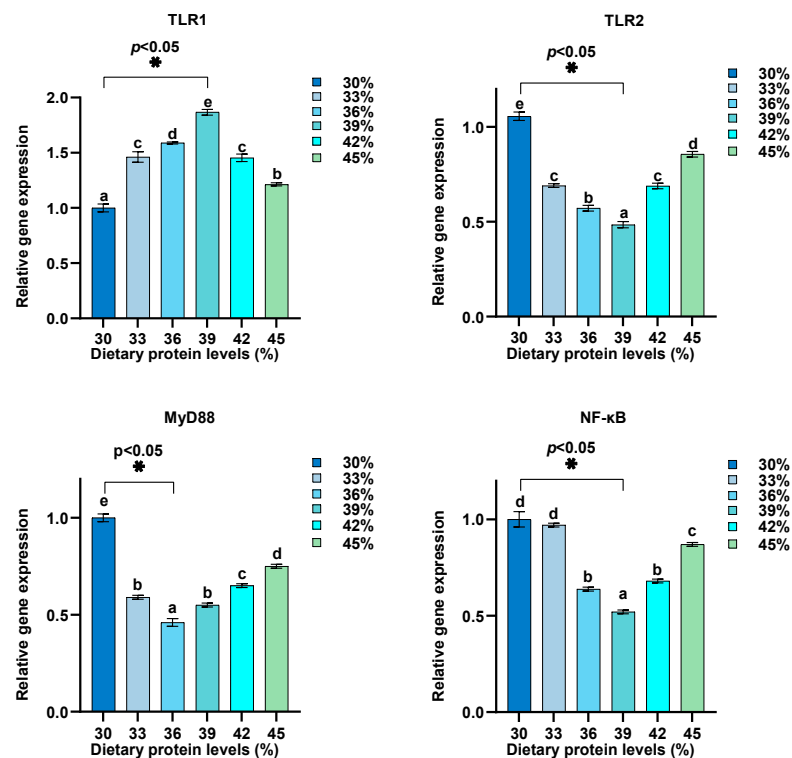 TLR1
p<0.05
*
30%
33%
36%
39%
42%
45%
Relative gene expression
2.0
1.5
1.0
0.5
0.0
a
c
d
e
c
b
30 33 36 39 42 45
Dietary protein levels (%)
TLR2
p<0.05
*
30%
33%
36%
39%
42%
45%
Relative gene expression
1.0
0.5
0.0
e
c
b
a
c
d
30 33 36 39 42 45
Dietary protein levels (%)
MyD88
p<0.05
*
30%
33%
36%
39%
42%
45%
Relative gene expression
1.0
0.5
0.0
e
b
a
b
c
d
30 33 36 39 42 45
Dietary protein levels (%)
NF-κB
p<0.05
*
30%
33%
36%
39%
42%
45%
Relative gene expression
1.0
0.5
0.0
d
d
b
a
b
c
30 33 36 39 42 45
Dietary protein levels (%)